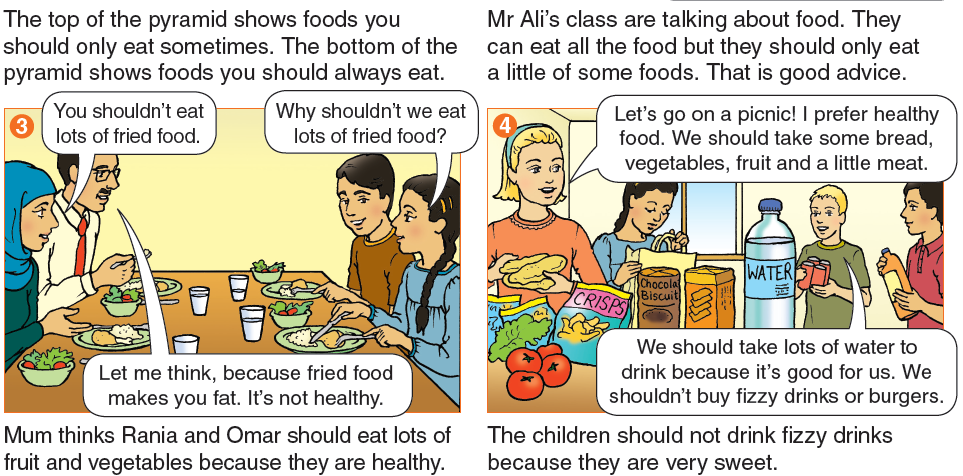 The top of the pyramid shows foods you
should only eat sometimes. The bottom of the
pyramid shows foods you should always eat.
3
You shouldn't eat
lots of fried food.
Why shouldn't we eat
lots of fried food?
Let me think, because fried food
makes you fat. It's not healthy.
Mum thinks Rania and Omar should eat lots of
fruit and vegetables because they are healthy.
Mr Ali's class are talking about food. They
can eat all the food but they should only eat
a little of some foods. That is good advice.
4
Let's go on a picnic! I prefer healthy
food. We should take some bread,
vegetables, fruit and a little meat.
Chocola
Biscuit
WATER
CRISPS
We should take lots of water to
drink because it's good for us. We
shouldn't buy fizzy drinks or burgers.
The children should not drink fizzy drinks
because they are very sweet.